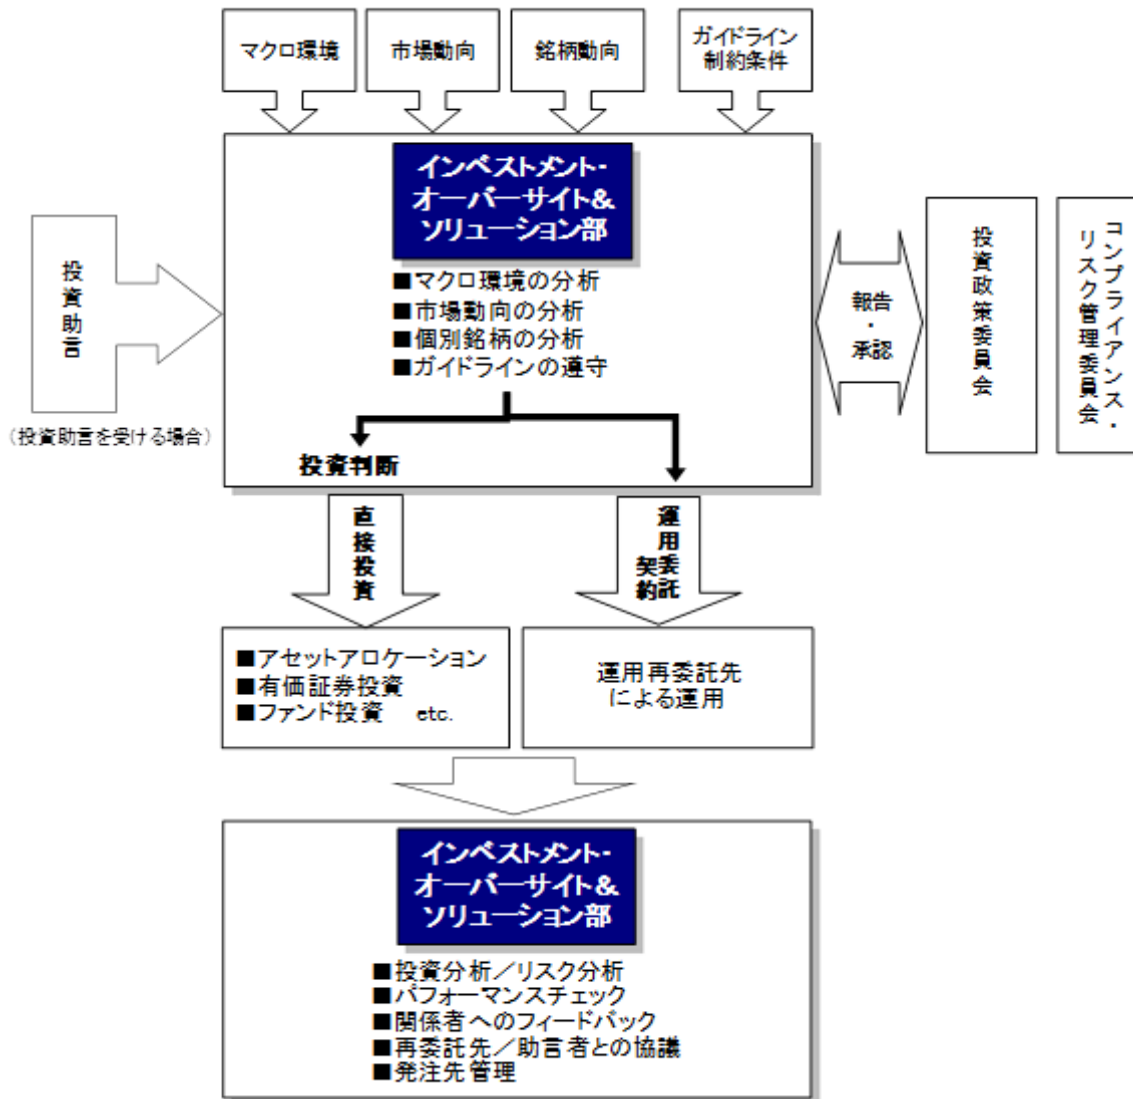 マクロ環境
市場動向
銘柄動向
ガイドライン
制約条件
インベストメント・
オーバーサイト&
ソリューション部
■マクロ環境の分析
■市場動向の分析
■個別銘柄の分析
■ガイドラインの遵守
投資助言
(投資助言を受ける場合)
報告
・
承認
投資政策委員会
コンプライアンス・
リスク管理委員会
投資判断
直接投資
運用委託
契約
■アセットアロケーション
■有価証券投資
■ファンド投資 etc.
運用再委託先
による運用
インベストメント・
オーバーサイト&
ソリューション部
■投資分析／リスク分析
■パフォーマンスチェック
■関係者へのフィードバック
■再委託先／助言者との協議
■発注先管理